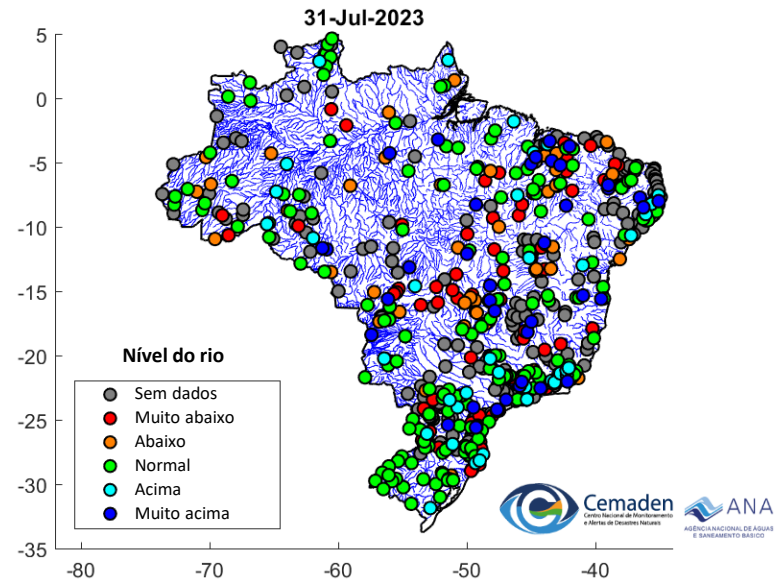 31-Jul-2023
5
0
-5
-10
-15
-20
-25
-30
-35
-80
-70
-60
-50
-40
Nível do rio
Sem dados
Muito abaixo
Abaixo
Normal
Acima
Muito acima
Cemaden
Centro Nacional de Monitoramento
e Alertas de Desastres Naturais
ANA
AGÊNCIA NACIONAL DE ÁGUAS
E SANEAMENTO BÁSICO